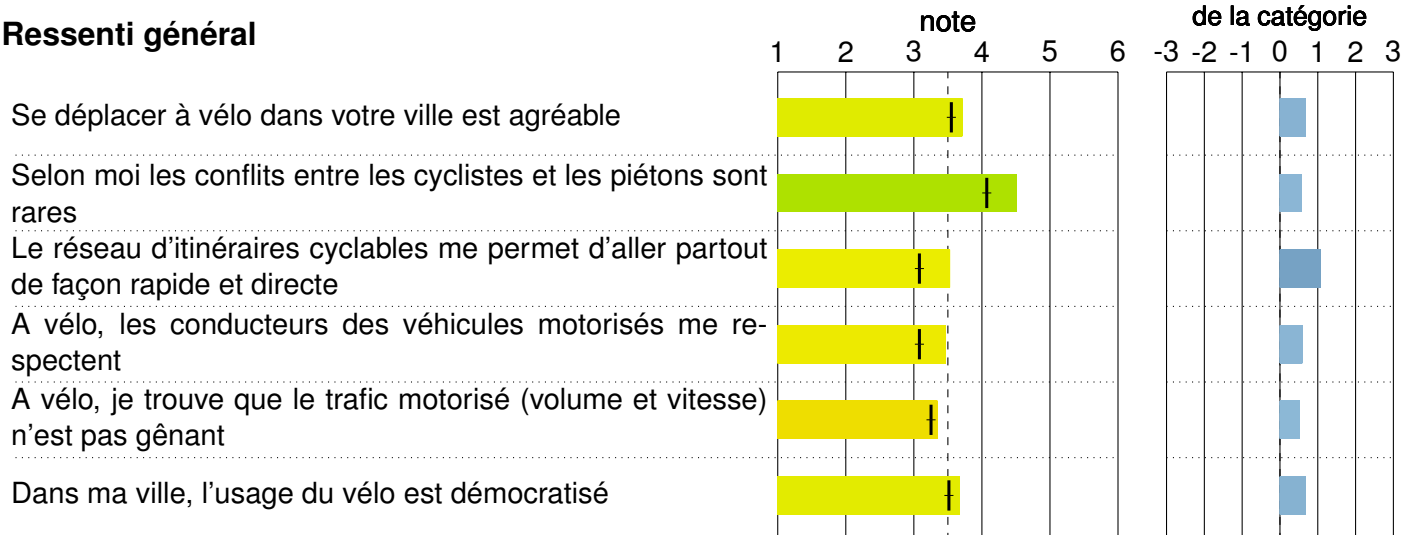 Ressenti général
note
de la catégorie
1 2 3 4 5 6
-3 -2 -1 0 1 2 3
Se déplacer à vélo dans votre ville est agréable
Selon moi les conflits entre les cyclistes et les piétons sont
rares
Le réseau d'itinéraires cyclables me permet d'aller partout
de façon rapide et directe
A vélo, les conducteurs des véhicules motorisés me re-
spectent
A vélo, je trouve que le trafic motorisé (volume et vitesse)
n'est pas gênant
Dans ma ville, l'usage du vélo est démocratisé